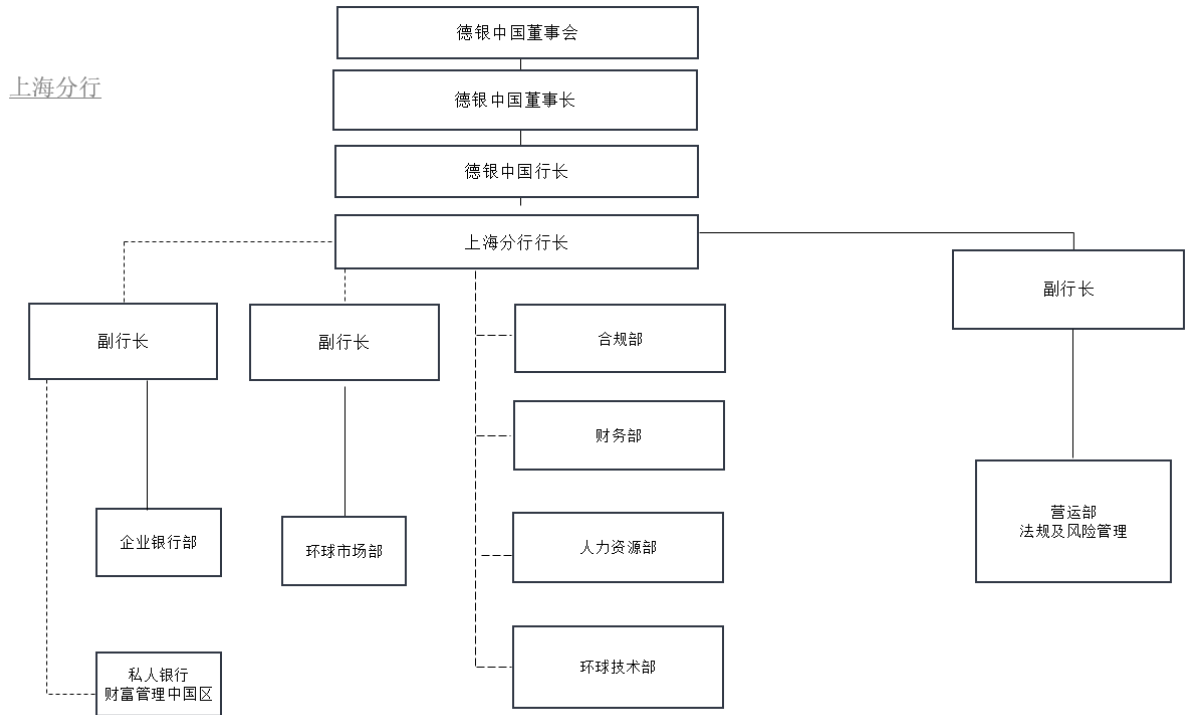 德银中国董事会
上海分行
德银中国董事长
德银中国行长
上海分行行长
副行长
副行长
副行长
合规部
财务部
企业银行部
环球市场部
人力资源部
营运部
法规及风险管理
环球技术部
私人银行
财富管理中国区